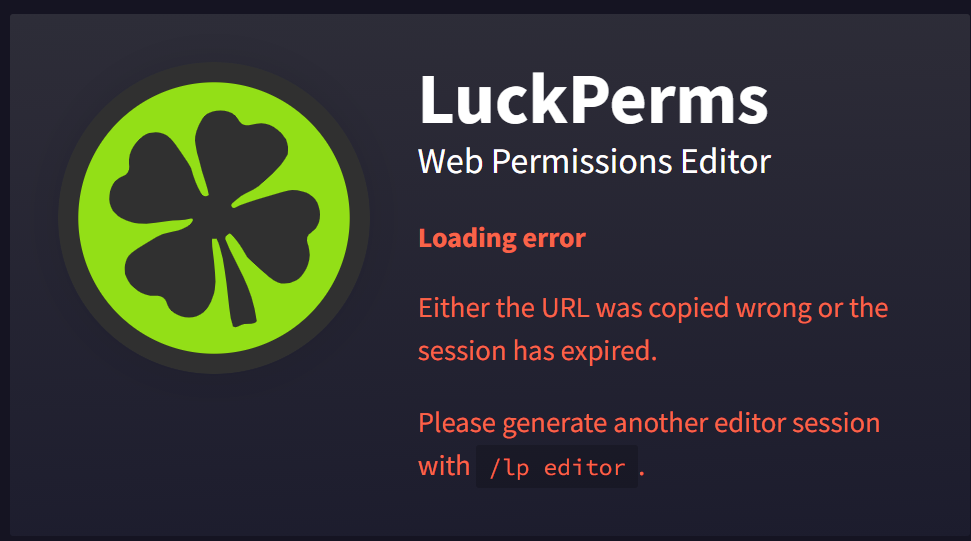 LuckPerms
Web Permissions Editor
Loading error
Either the URL was copied wrong or the
session has expired.
Please generate another editor session
with /lp editor .